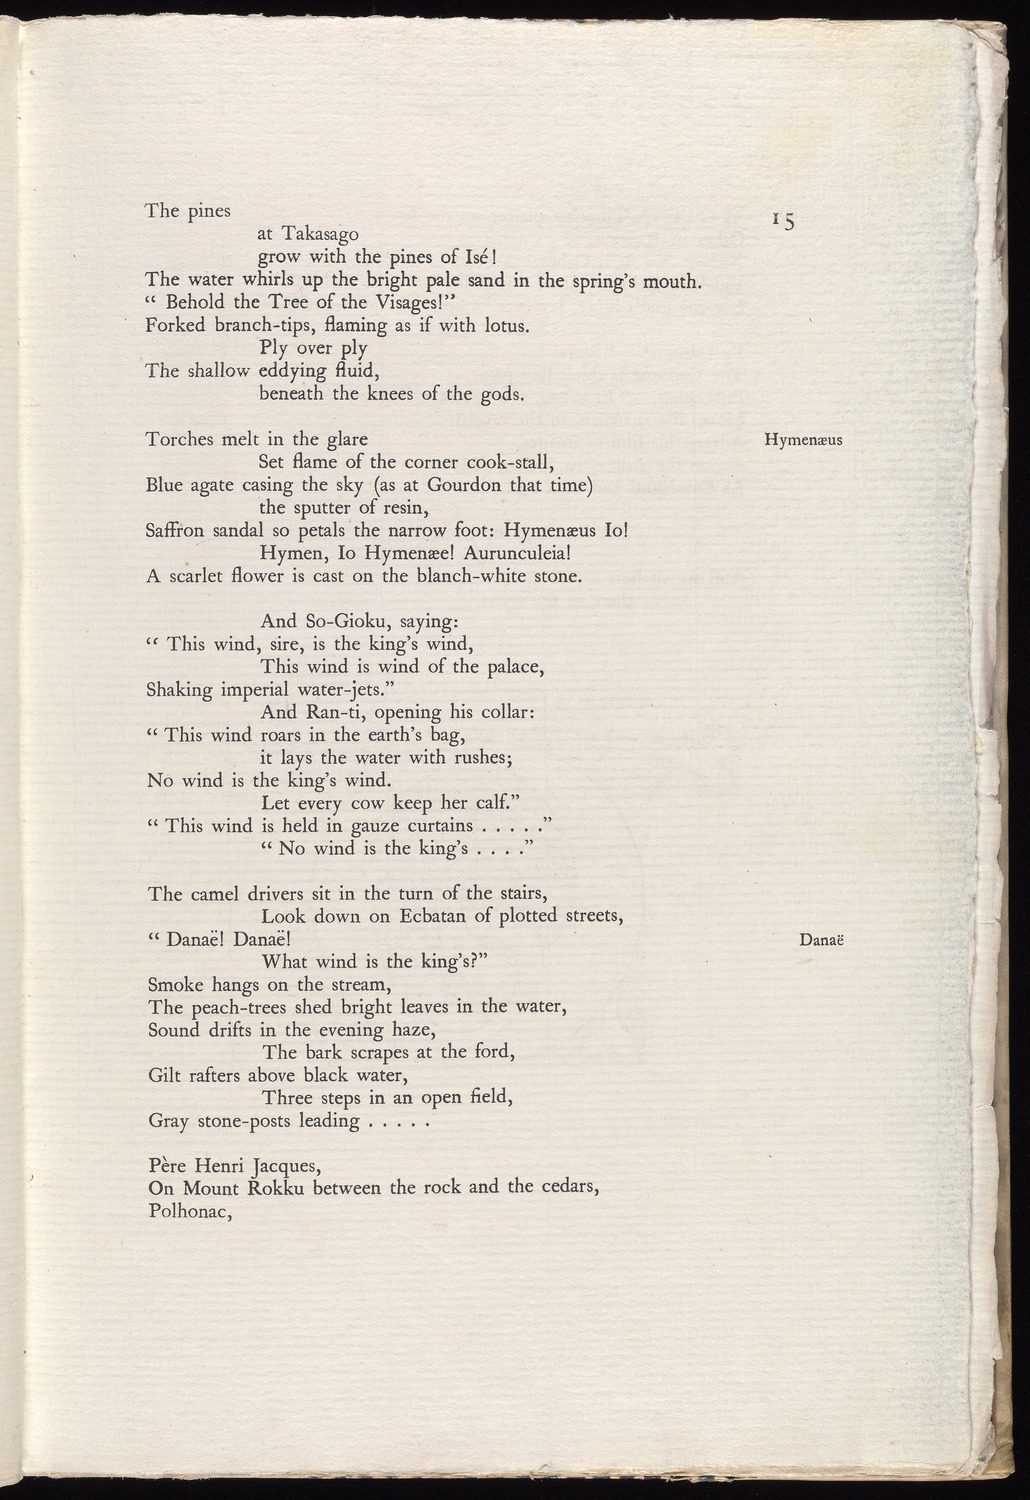 The pines
15
at Takasago
grow with the pines of Isé!
The water whirls up the bright pale sand in the spring's mouth.
“ Behold the Tree of the Visages!”
Forked branch-tips, flaming as if with lotus.
Ply over ply
The shallow eddying fluid,
beneath the knees of the gods.
Torches melt in the glare
Hymenæus
Set flame of the corner cook-stall,
Blue agate casing the sky (as at Gourdon that time)
the sputter of resin,
Saffron sandal so petals the narrow foot: Hymenæus Io!
Hymen, Io Hymenæe! Aurunculeia!
A scarlet flower is cast on the blanch-white stone.
And So-Gioku, saying:
“ This wind, sire, is the king's wind,
This wind is wind of the palace,
Shaking imperial water-jets.”
And Ran-ti, opening his collar:
“ This wind roars in the earth's bag,
it lays the water with rushes;
No wind is the king's wind.
Let every cow keep her calf.”
“ This wind is held in gauze curtains . . . . .”
“ No wind is the king's . . . .”
The camel drivers sit in the turn of the stairs,
Look down on Ecbatan of plotted streets,
“ Danaë! Danaë!
Danaë
What wind is the king's?”
Smoke hangs on the stream,
The peach-trees shed bright leaves in the water,
Sound drifts in the evening haze,
The bark scrapes at the ford,
Gilt rafters above black water,
Three steps in an open field,
Gray stone-posts leading . . . . .
Père Henri Jacques,
On Mount Rokku between the rock and the cedars,
Polhonac,